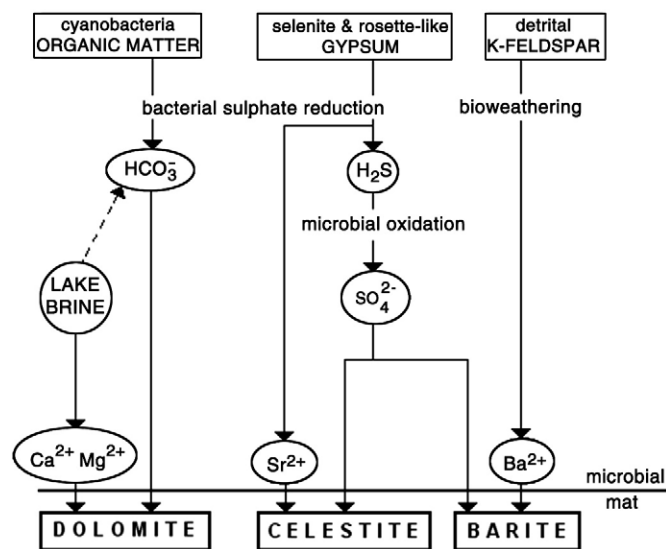 cyanobacteria
ORGANIC MATTER
selenite & rosette-like
GYPSUM
detrital
K-FELDSPAR
bacterial sulphate reduction
bioweathering
HCO₃⁻
H₂S
microbial oxidation
LAKE
BRINE
SO₄²⁻
Ca²⁺ Mg²⁺
Sr²⁺
Ba²⁺
microbial
mat
DOLOMITE
CELESTITE
BARITE